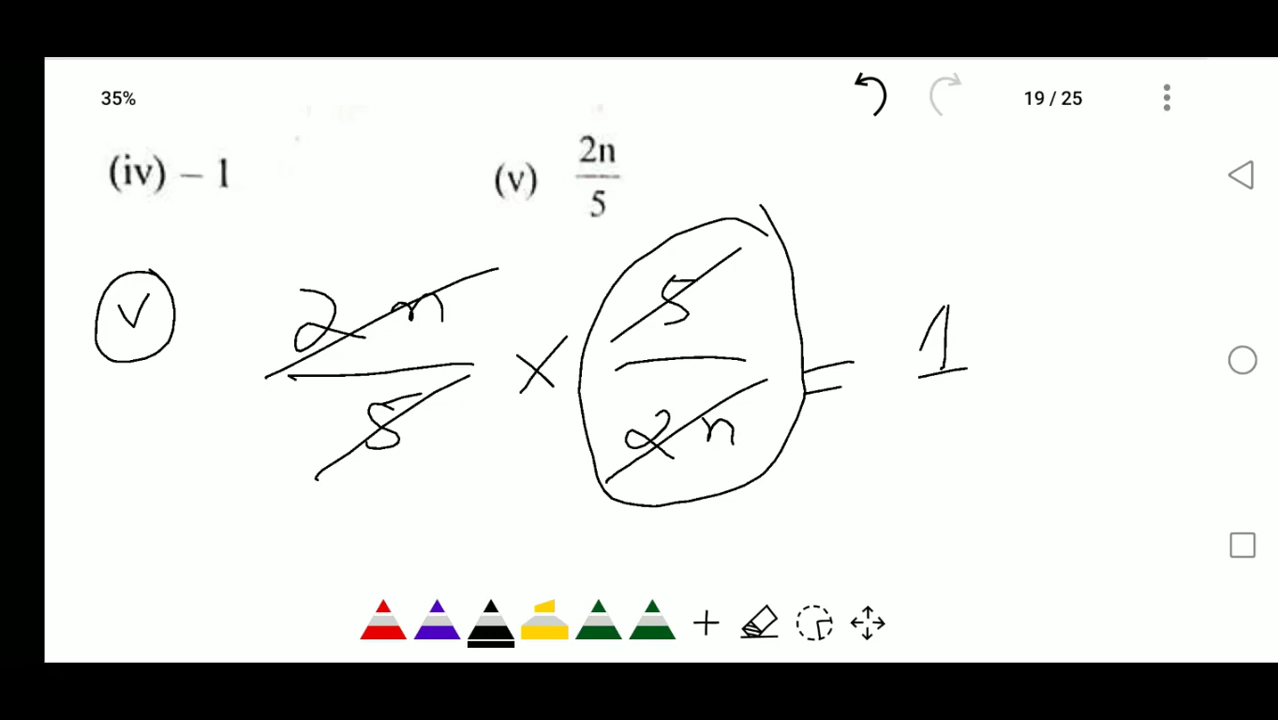 35%
19 / 25
(iv) – 1 (v) 2n/5
v 2n/5 × 5/2n = 1